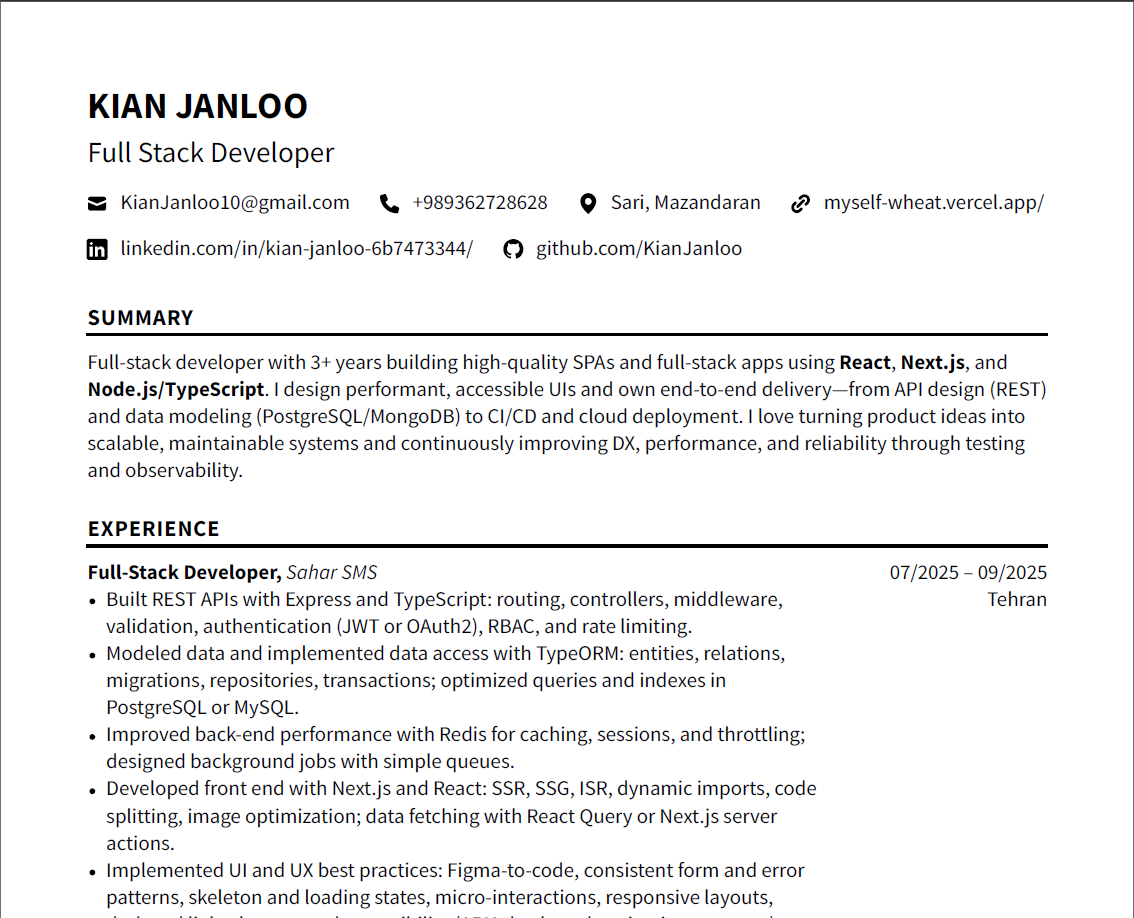 KIAN JANLOO
Full Stack Developer
KianJanloo10@gmail.com +989362728628 Sari, Mazandaran myself-wheat.vercel.app/
linkedin.com/in/kian-janloo-6b7473344/ github.com/KianJanloo
SUMMARY
Full-stack developer with 3+ years building high-quality SPAs and full-stack apps using React, Next.js, and
Node.js/TypeScript. I design performant, accessible UIs and own end-to-end delivery—from API design (REST)
and data modeling (PostgreSQL/MongoDB) to CI/CD and cloud deployment. I love turning product ideas into
scalable, maintainable systems and continuously improving DX, performance, and reliability through testing
and observability.
EXPERIENCE
Full-Stack Developer, Sahar SMS 07/2025 – 09/2025
• Built REST APIs with Express and TypeScript: routing, controllers, middleware, Tehran
validation, authentication (JWT or OAuth2), RBAC, and rate limiting.
• Modeled data and implemented data access with TypeORM: entities, relations,
migrations, repositories, transactions; optimized queries and indexes in
PostgreSQL or MySQL.
• Improved back-end performance with Redis for caching, sessions, and throttling;
designed background jobs with simple queues.
• Developed front end with Next.js and React: SSR, SSG, ISR, dynamic imports, code
splitting, image optimization; data fetching with React Query or Next.js server
actions.
• Implemented UI and UX best practices: Figma-to-code, consistent form and error
patterns, skeleton and loading states, micro-interactions, responsive layouts,